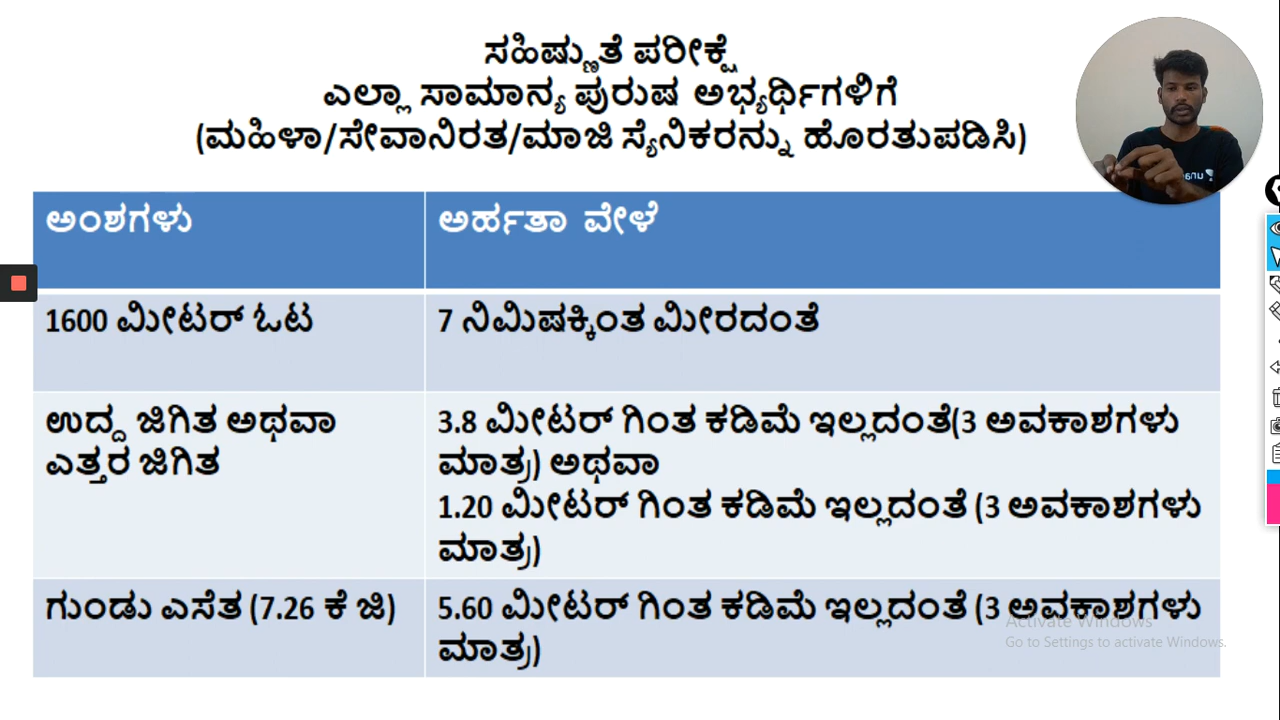 ಸಹಿಷ್ಣುತೆ ಪರೀಕ್ಷೆ
ಎಲ್ಲಾ ಸಾಮಾನ್ಯ ಪುರುಷ ಅಭ್ಯರ್ಥಿಗಳಿಗೆ
(ಮಹಿಳಾ/ಸೇವಾನಿರತ/ಮಾಜಿ ಸ್ಯೆನಿಕರನ್ನು ಹೊರತುಪಡಿಸಿ)
ಅಂಶಗಳು
ಅರ್ಹತಾ ವೇಳೆ
1600 ಮೀಟರ್ ಓಟ
7 ನಿಮಿಷಕ್ಕಿಂತ ಮೀರದಂತೆ
ಉದ್ದ ಜಿಗಿತ ಅಥವಾ
ಎತ್ತರ ಜಿಗಿತ
3.8 ಮೀಟರ್ ಗಿಂತ ಕಡಿಮೆ ಇಲ್ಲದಂತೆ(3 ಅವಕಾಶಗಳು
ಮಾತ್ರ) ಅಥವಾ
1.20 ಮೀಟರ್ ಗಿಂತ ಕಡಿಮೆ ಇಲ್ಲದಂತೆ (3 ಅವಕಾಶಗಳು
ಮಾತ್ರ)
ಗುಂಡು ಎಸೆತ (7.26 ಕೆ ಜಿ)
5.60 ಮೀಟರ್ ಗಿಂತ ಕಡಿಮೆ ಇಲ್ಲದಂತೆ (3 ಅವಕಾಶಗಳು
ಮಾತ್ರ)
Activate Windows
Go to Settings to activate Windows.